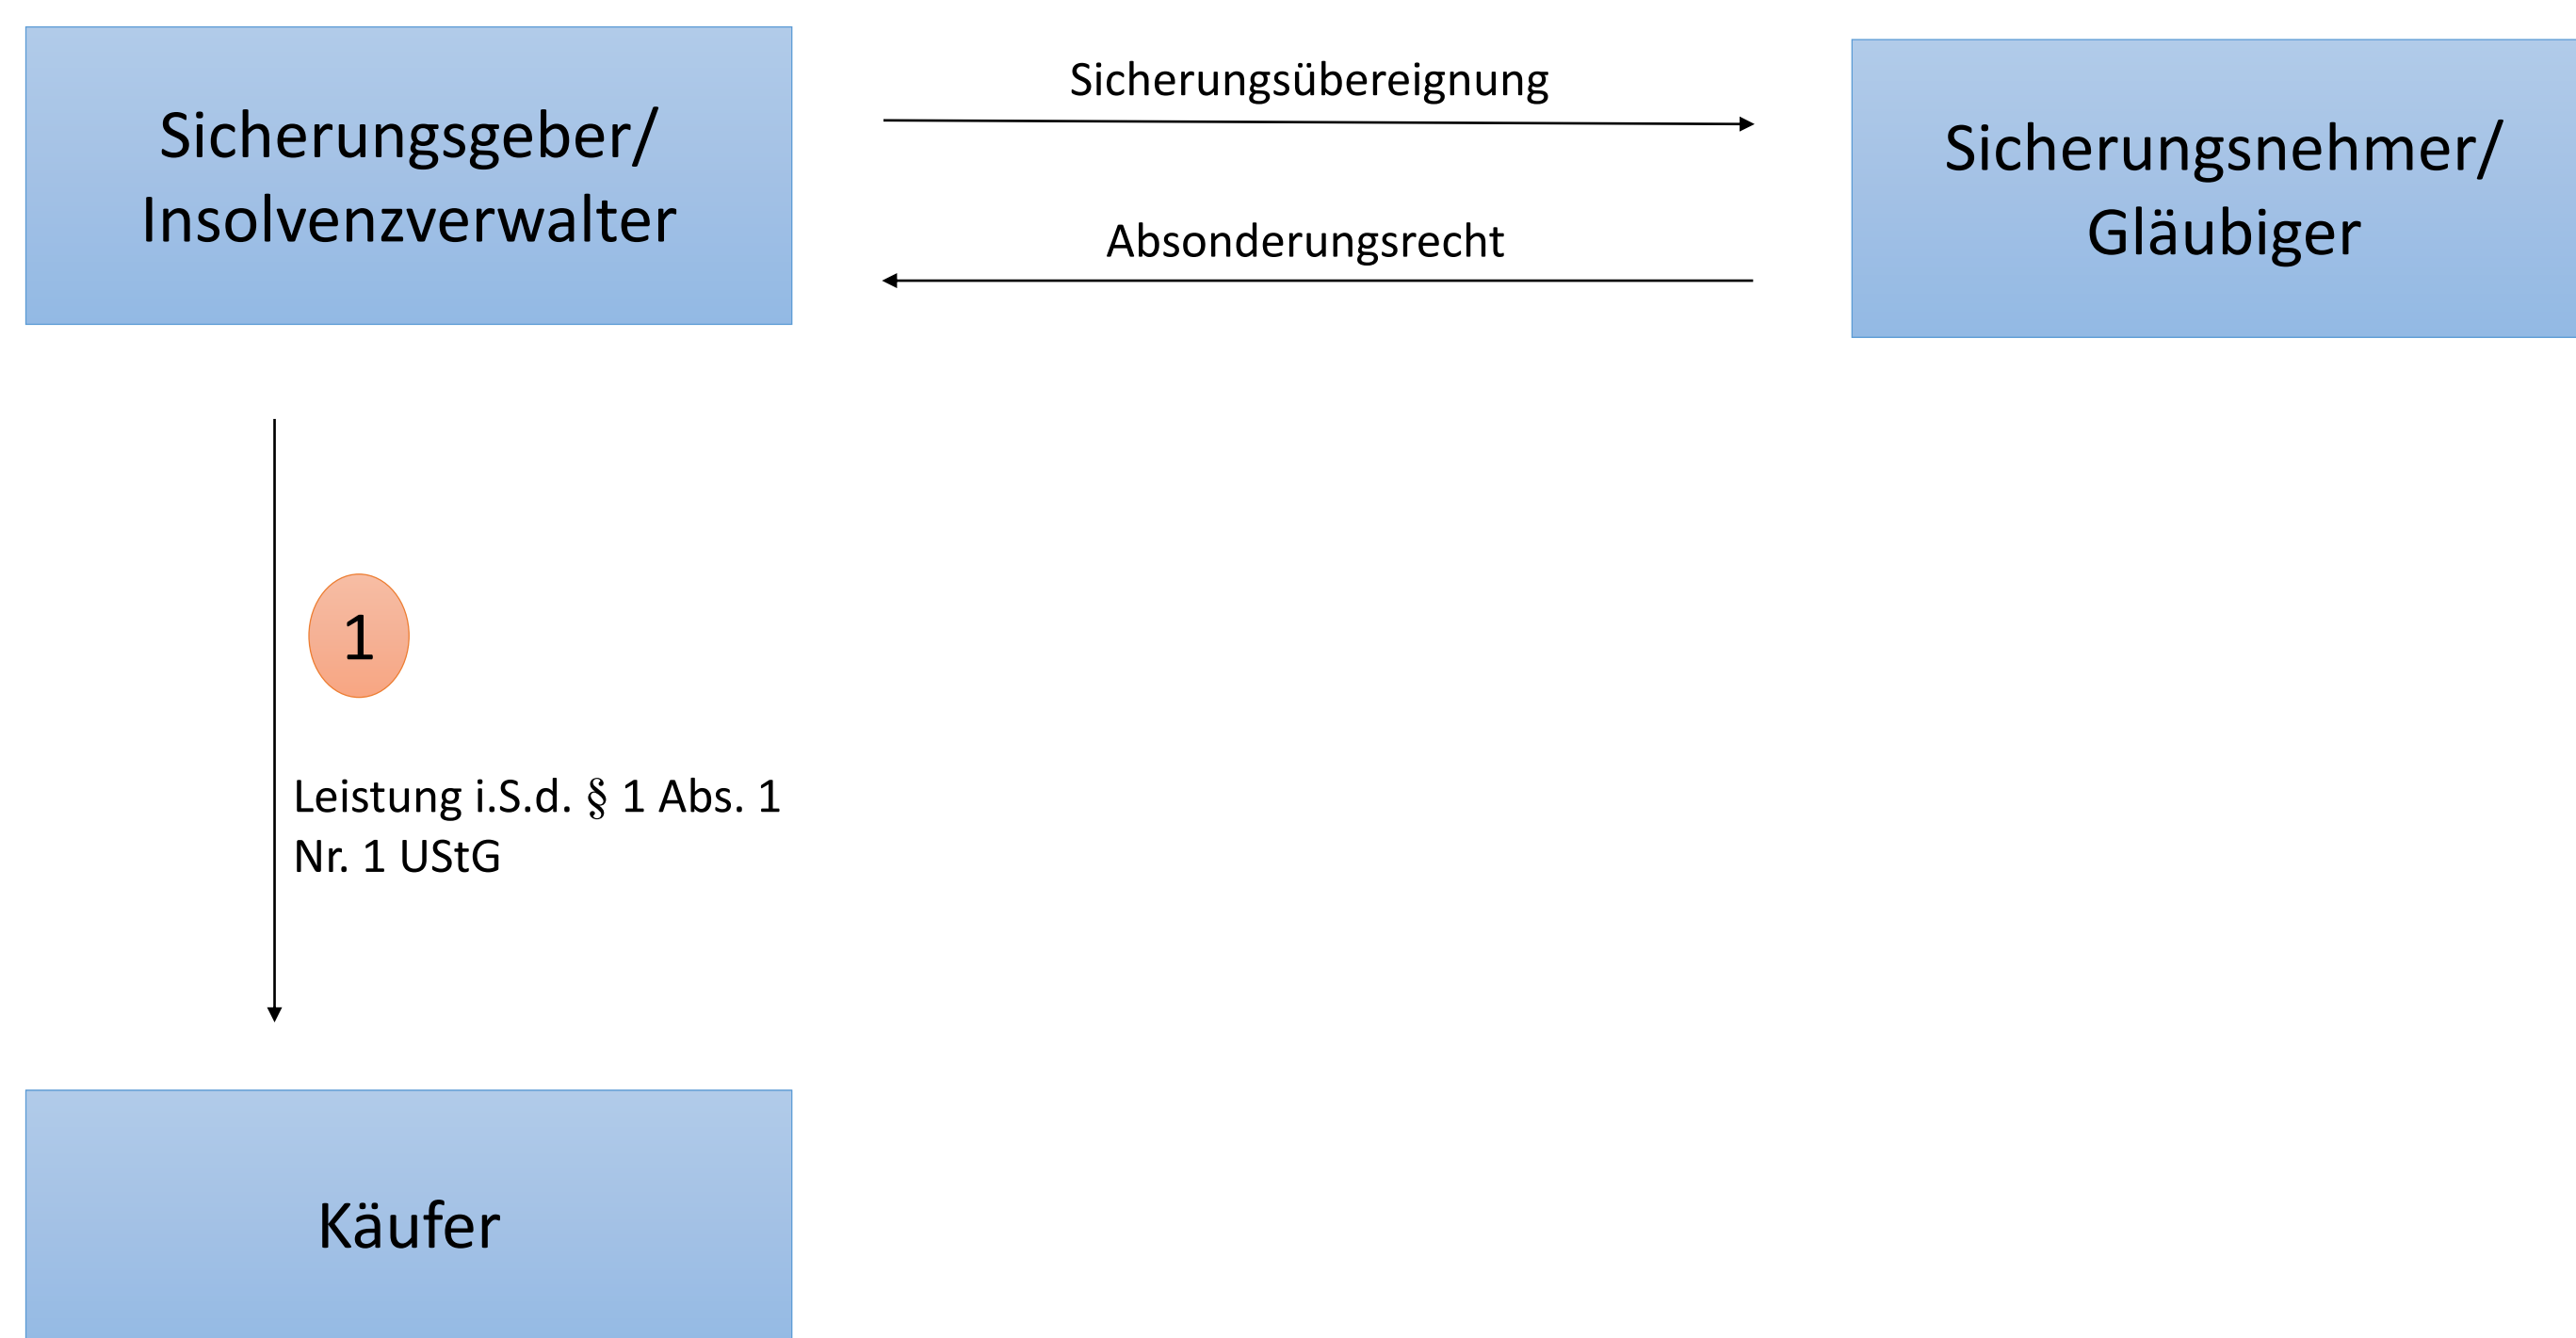 Sicherungsgeber/
Insolvenzverwalter
Sicherungsübereignung
Absonderungsrecht
Sicherungsnehmer/
Gläubiger
1
Leistung i.S.d. § 1 Abs. 1
Nr. 1 UStG
Käufer